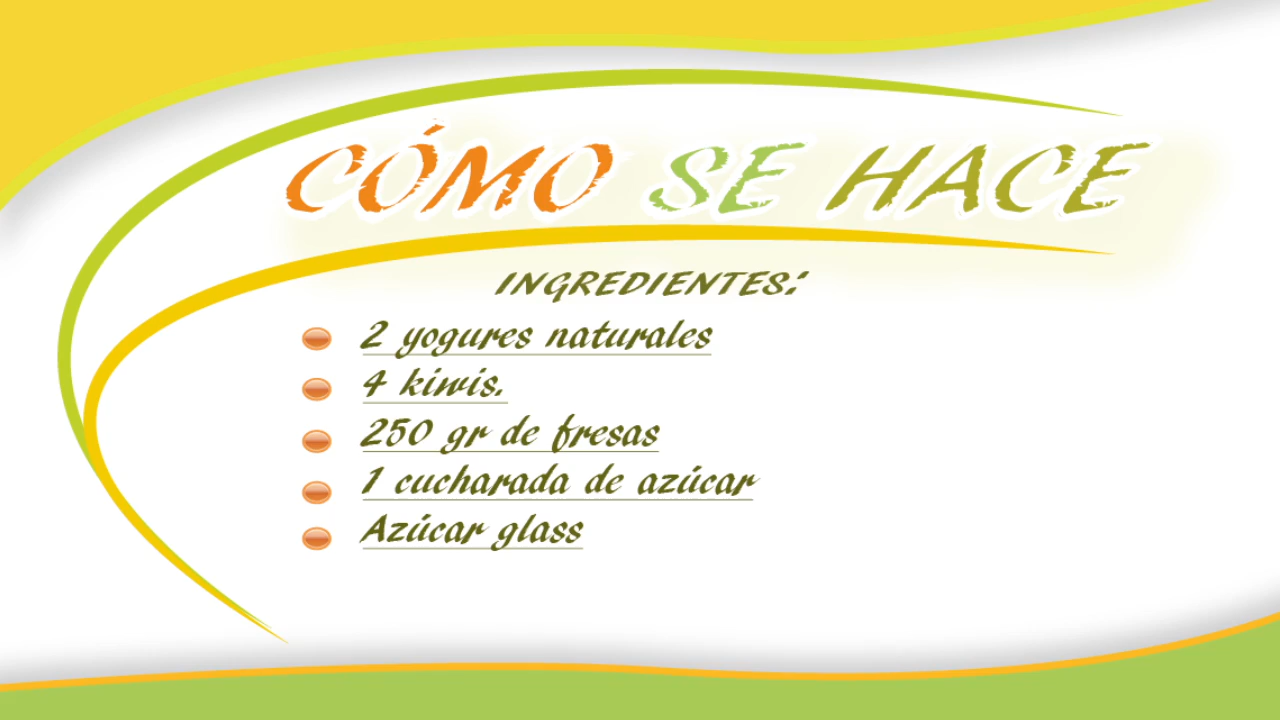 CÓMO SE HACE
INGREDIENTES:
2 yogures naturales
4 kiwis.
250 gr de fresas
1 cucharada de azúcar
Azúcar glass